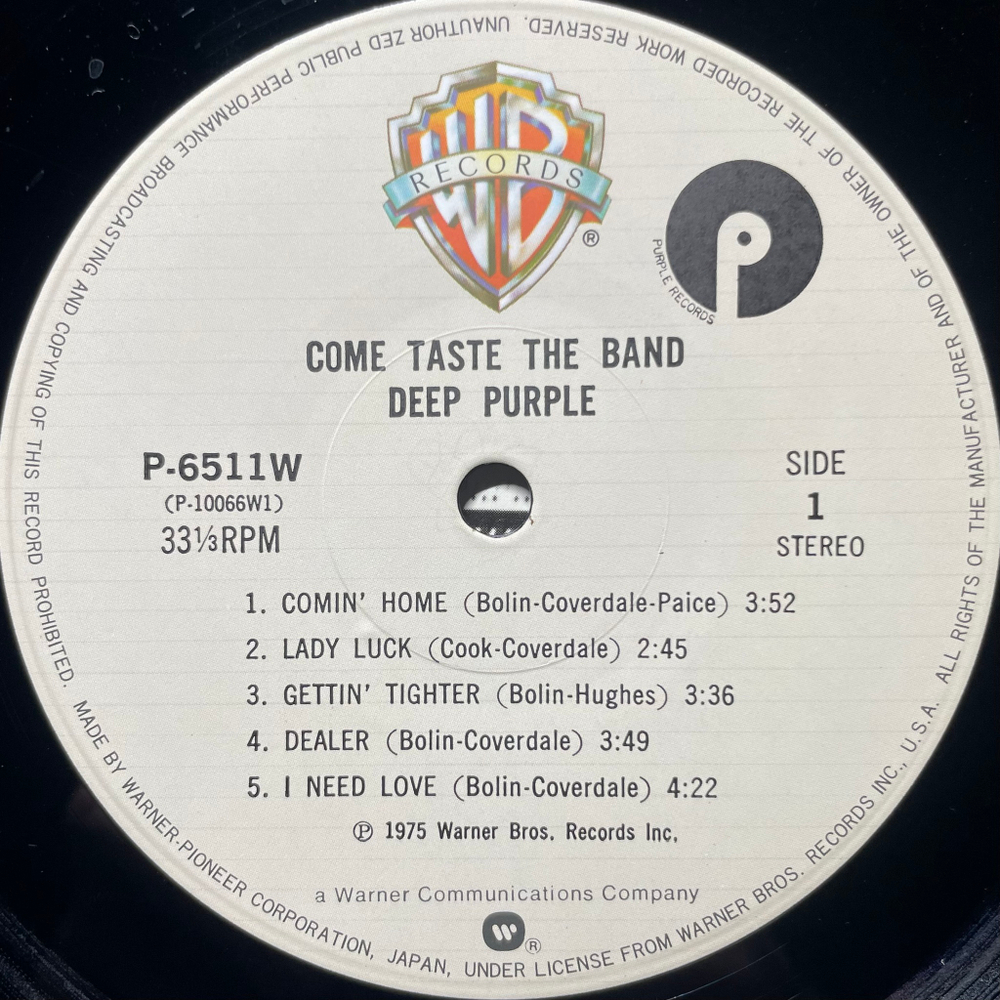 WB
RECORDS
®
PURPLE RECORDS
COME TASTE THE BAND
DEEP PURPLE
P-6511W
(P-10066W1)
33⅓RPM
SIDE
1
STEREO
1. COMIN' HOME (Bolin-Coverdale-Paice) 3:52
2. LADY LUCK (Cook-Coverdale) 2:45
3. GETTIN' TIGHTER (Bolin-Hughes) 3:36
4. DEALER (Bolin-Coverdale) 3:49
5. I NEED LOVE (Bolin-Coverdale) 4:22
℗ 1975 Warner Bros. Records Inc.
a Warner Communications Company
®
MADE BY WARNER-PIONEER CORPORATION, JAPAN, UNDER LICENSE FROM WARNER BROS. RECORDS INC., U.S.A. ALL RIGHTS OF THE MANUFACTURER AND OF THE OWNER OF THE RECORDED WORK RESERVED. UNAUTHOR ZED PUBLIC PERFORMANCE BROADCASTING AND COPYING OF THIS RECORD PROHIBITED.